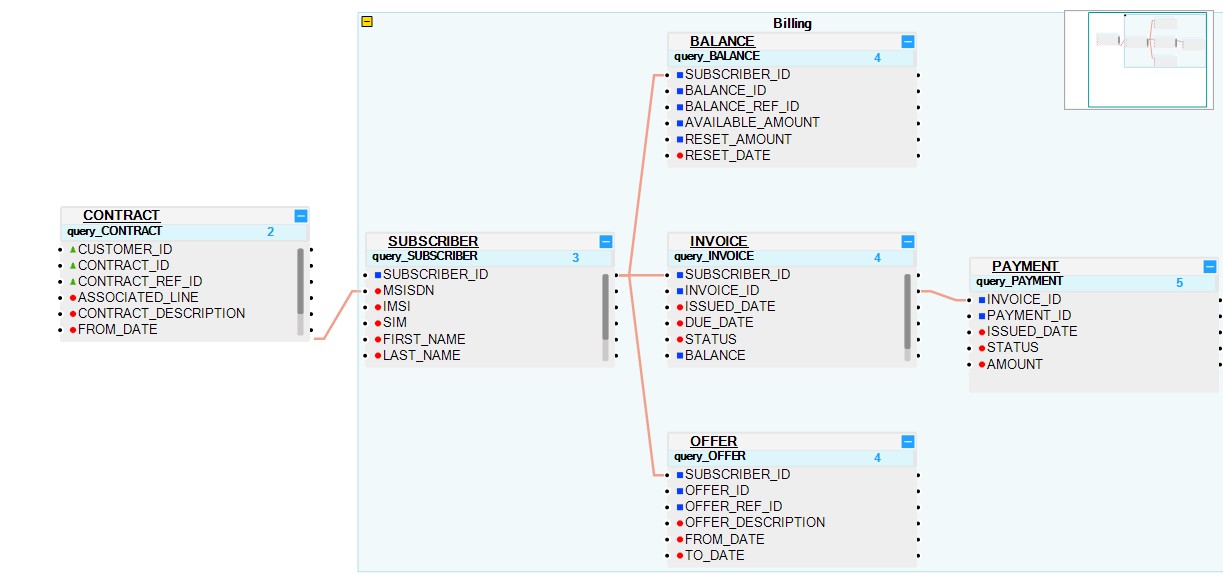 Billing
CONTRACT
query_CONTRACT 2
CUSTOMER_ID
CONTRACT_ID
CONTRACT_REF_ID
ASSOCIATED_LINE
CONTRACT_DESCRIPTION
FROM_DATE
SUBSCRIBER
query_SUBSCRIBER 3
SUBSCRIBER_ID
MSISDN
IMSI
SIM
FIRST_NAME
LAST_NAME
BALANCE
query_BALANCE 4
SUBSCRIBER_ID
BALANCE_ID
BALANCE_REF_ID
AVAILABLE_AMOUNT
RESET_AMOUNT
RESET_DATE
INVOICE
query_INVOICE 4
SUBSCRIBER_ID
INVOICE_ID
ISSUED_DATE
DUE_DATE
STATUS
BALANCE
OFFER
query_OFFER 4
SUBSCRIBER_ID
OFFER_ID
OFFER_REF_ID
OFFER_DESCRIPTION
FROM_DATE
TO_DATE
PAYMENT
query_PAYMENT 5
INVOICE_ID
PAYMENT_ID
ISSUED_DATE
STATUS
AMOUNT